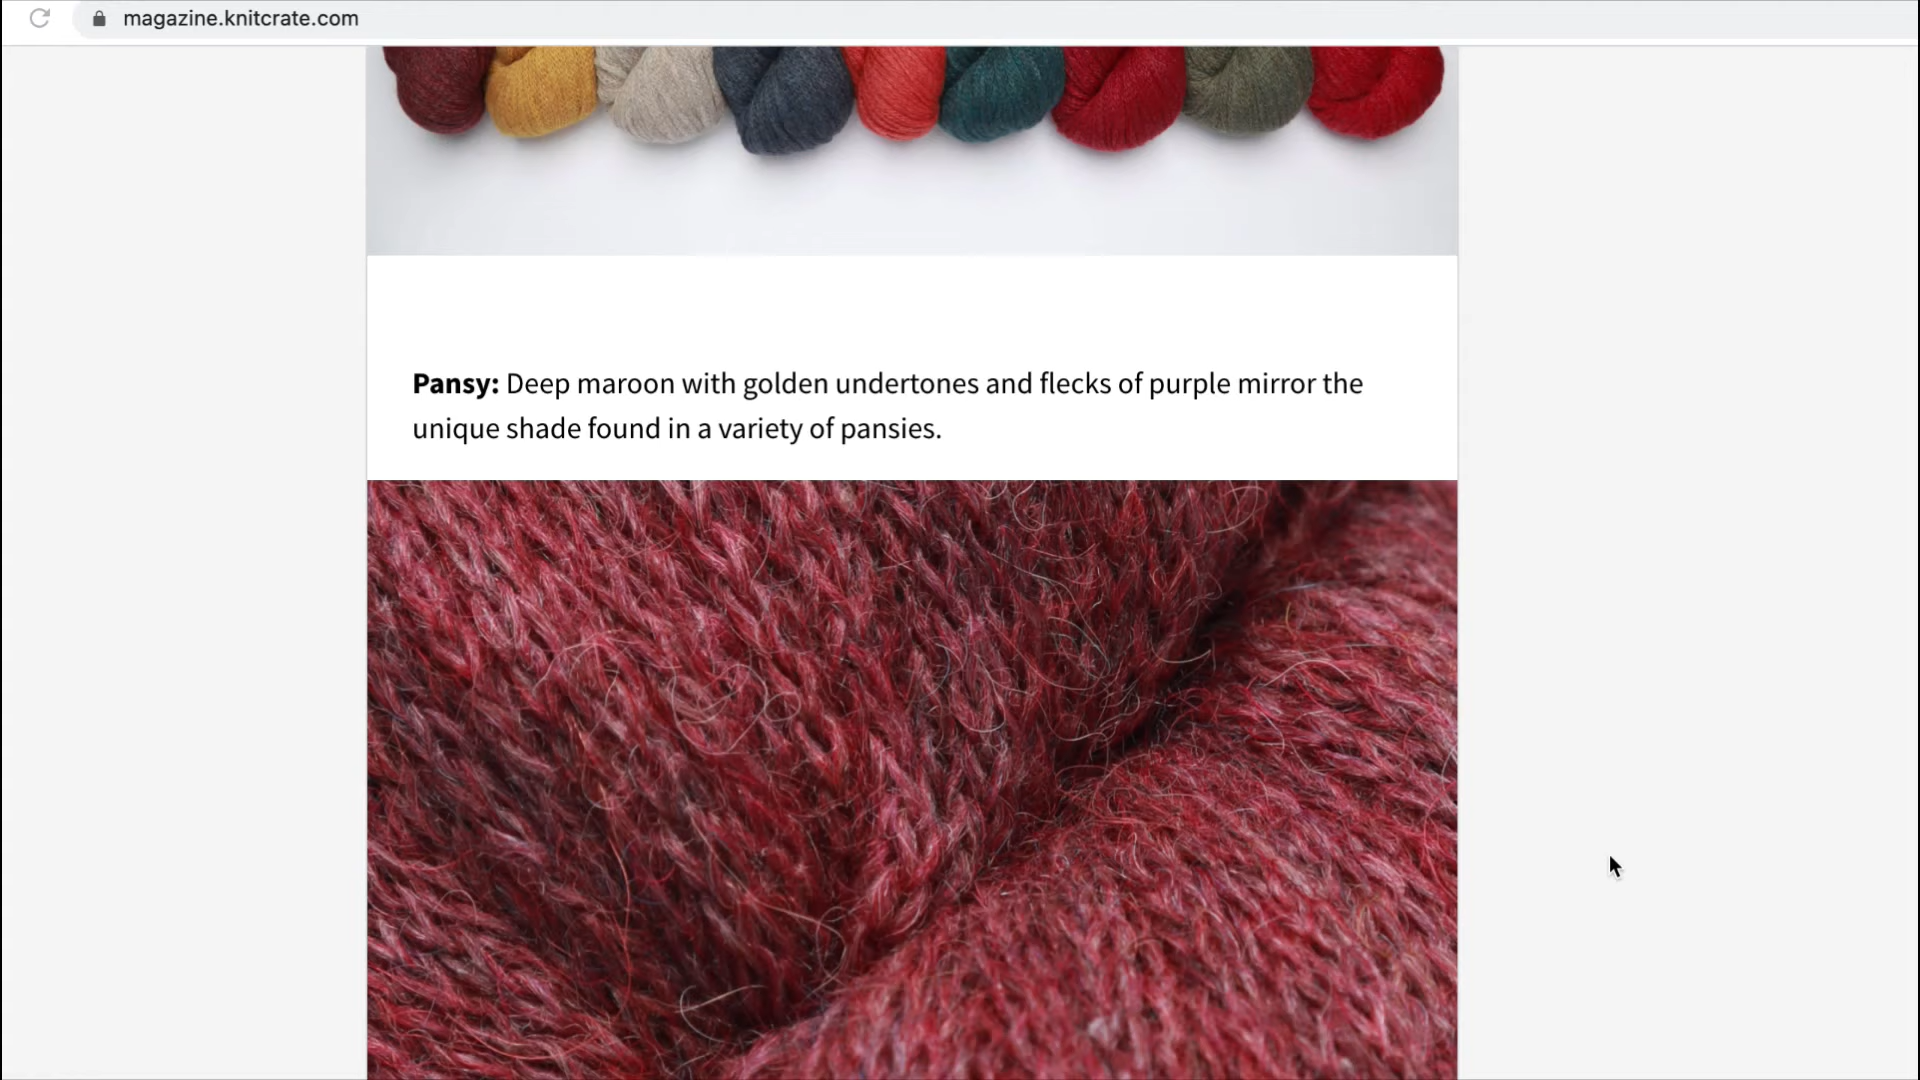 magazine.knitcrate.com
Pansy: Deep maroon with golden undertones and flecks of purple mirror the
unique shade found in a variety of pansies.